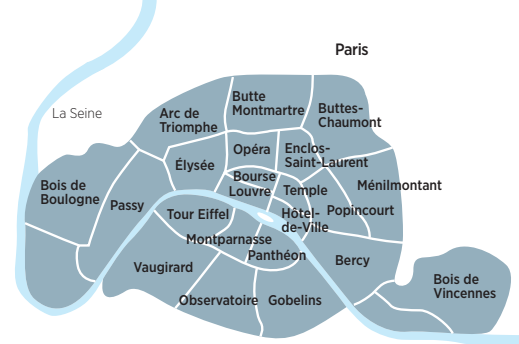 Paris
La Seine
Butte
Montmartre
Buttes-
Chaumont
Arc de
Triomphe
Opéra
Enclos-
Saint-Laurent
Élysée
Bourse
Louvre
Temple
Ménilmontant
Bois de
Boulogne
Passy
Tour Eiffel
Hôtel-
de-Ville
Popincourt
Montparnasse
Panthéon
Bercy
Vaugirard
Bois de
Vincennes
Observatoire
Gobelins